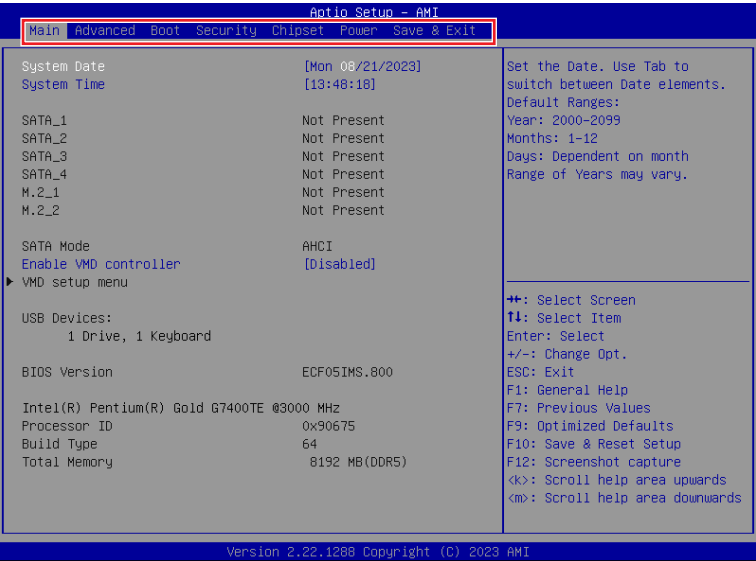 Aptio Setup - AMI
Main Advanced Boot Security Chipset Power Save & Exit
System Date [Mon 08/21/2023]
System Time [13:48:18]
SATA_1 Not Present
SATA_2 Not Present
SATA_3 Not Present
SATA_4 Not Present
M.2_1 Not Present
M.2_2 Not Present
SATA Mode AHCI
Enable VMD controller [Disabled]
▶ VMD setup menu
USB Devices:
1 Drive, 1 Keyboard
BIOS Version ECF05IMS.800
Intel(R) Pentium(R) Gold G7400TE @3000 MHz
Processor ID 0x90675
Build Type 64
Total Memory 8192 MB(DDR5)
Set the Date. Use Tab to
switch between Date elements.
Default Ranges:
Year: 2000-2099
Months: 1-12
Days: Dependent on month
Range of Years may vary.
→←: Select Screen
↑↓: Select Item
Enter: Select
+/-: Change Opt.
ESC: Exit
F1: General Help
F7: Previous Values
F9: Optimized Defaults
F10: Save & Reset Setup
F12: Screenshot capture
<k>: Scroll help area upwards
<m>: Scroll help area downwards
Version 2.22.1288 Copyright (C) 2023 AMI